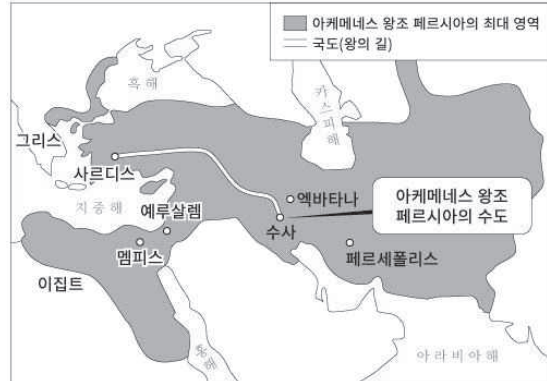 아케메네스 왕조 페르시아의 최대 영역
국도(왕의 길)
흑해
카스피해
그리스
사르디스
지중해
예루살렘
엑바타나
아케메네스 왕조
페르시아의 수도
수사
멤피스
페르세폴리스
이집트
홍해
아라비아해